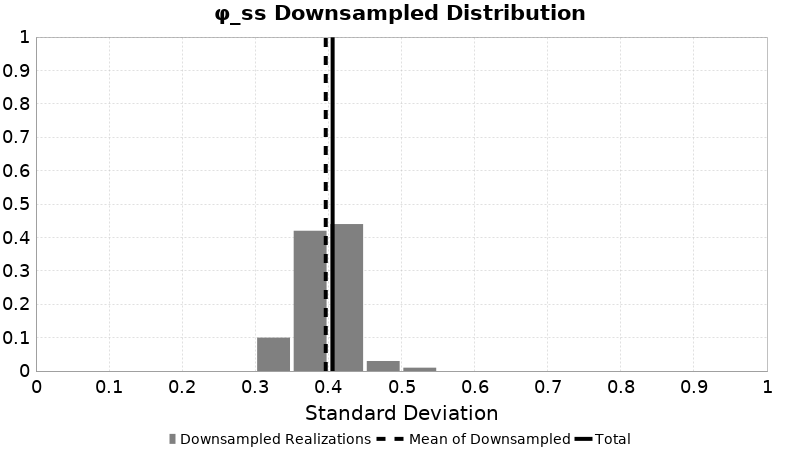 φ_ss Downsampled Distribution
1
0.9
0.8
0.7
0.6
0.5
0.4
0.3
0.2
0.1
0
0 0.1 0.2 0.3 0.4 0.5 0.6 0.7 0.8 0.9 1
Standard Deviation
Downsampled Realizations Mean of Downsampled Total